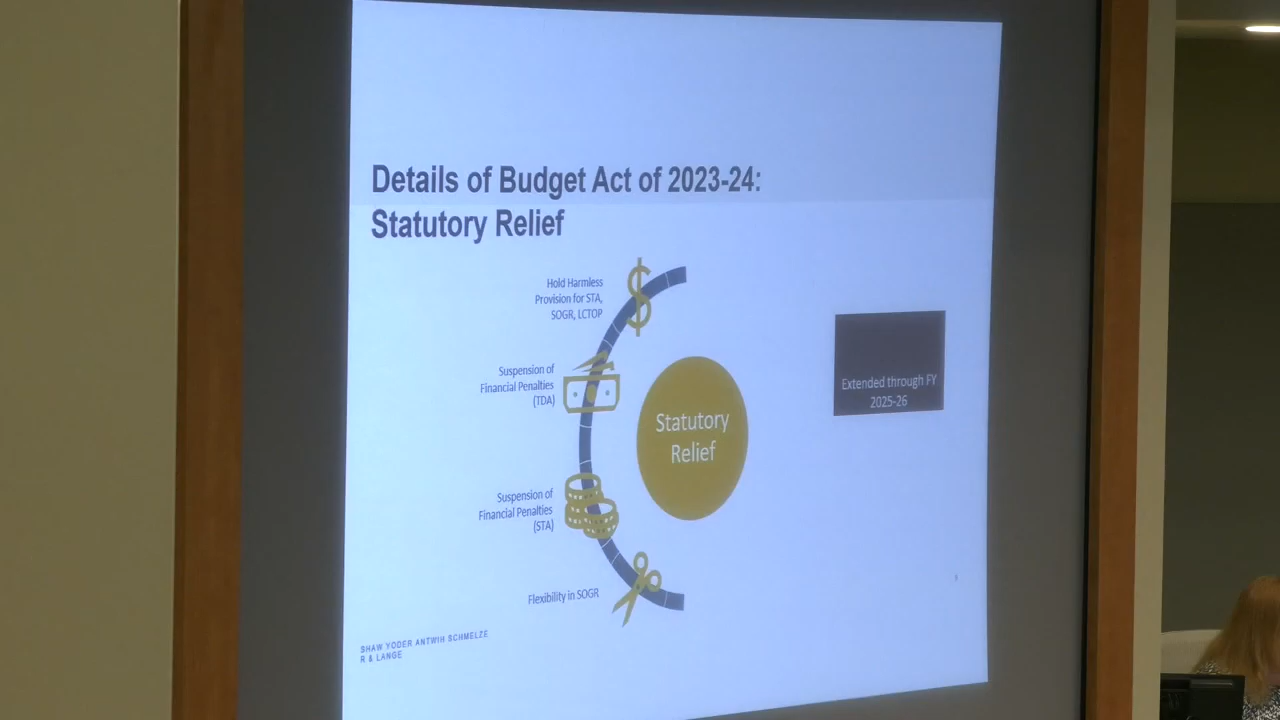 Details of Budget Act of 2023-24:
Statutory Relief
Hold Harmless
Provision for STA,
SOGR, LCTOP
Suspension of
Financial Penalties
(TDA)
Suspension of
Financial Penalties
(STA)
Flexibility in SOGR
Statutory
Relief
Extended through FY
2025-26
SHAW YODER ANTWIH SCHMELZE
R & LANGE